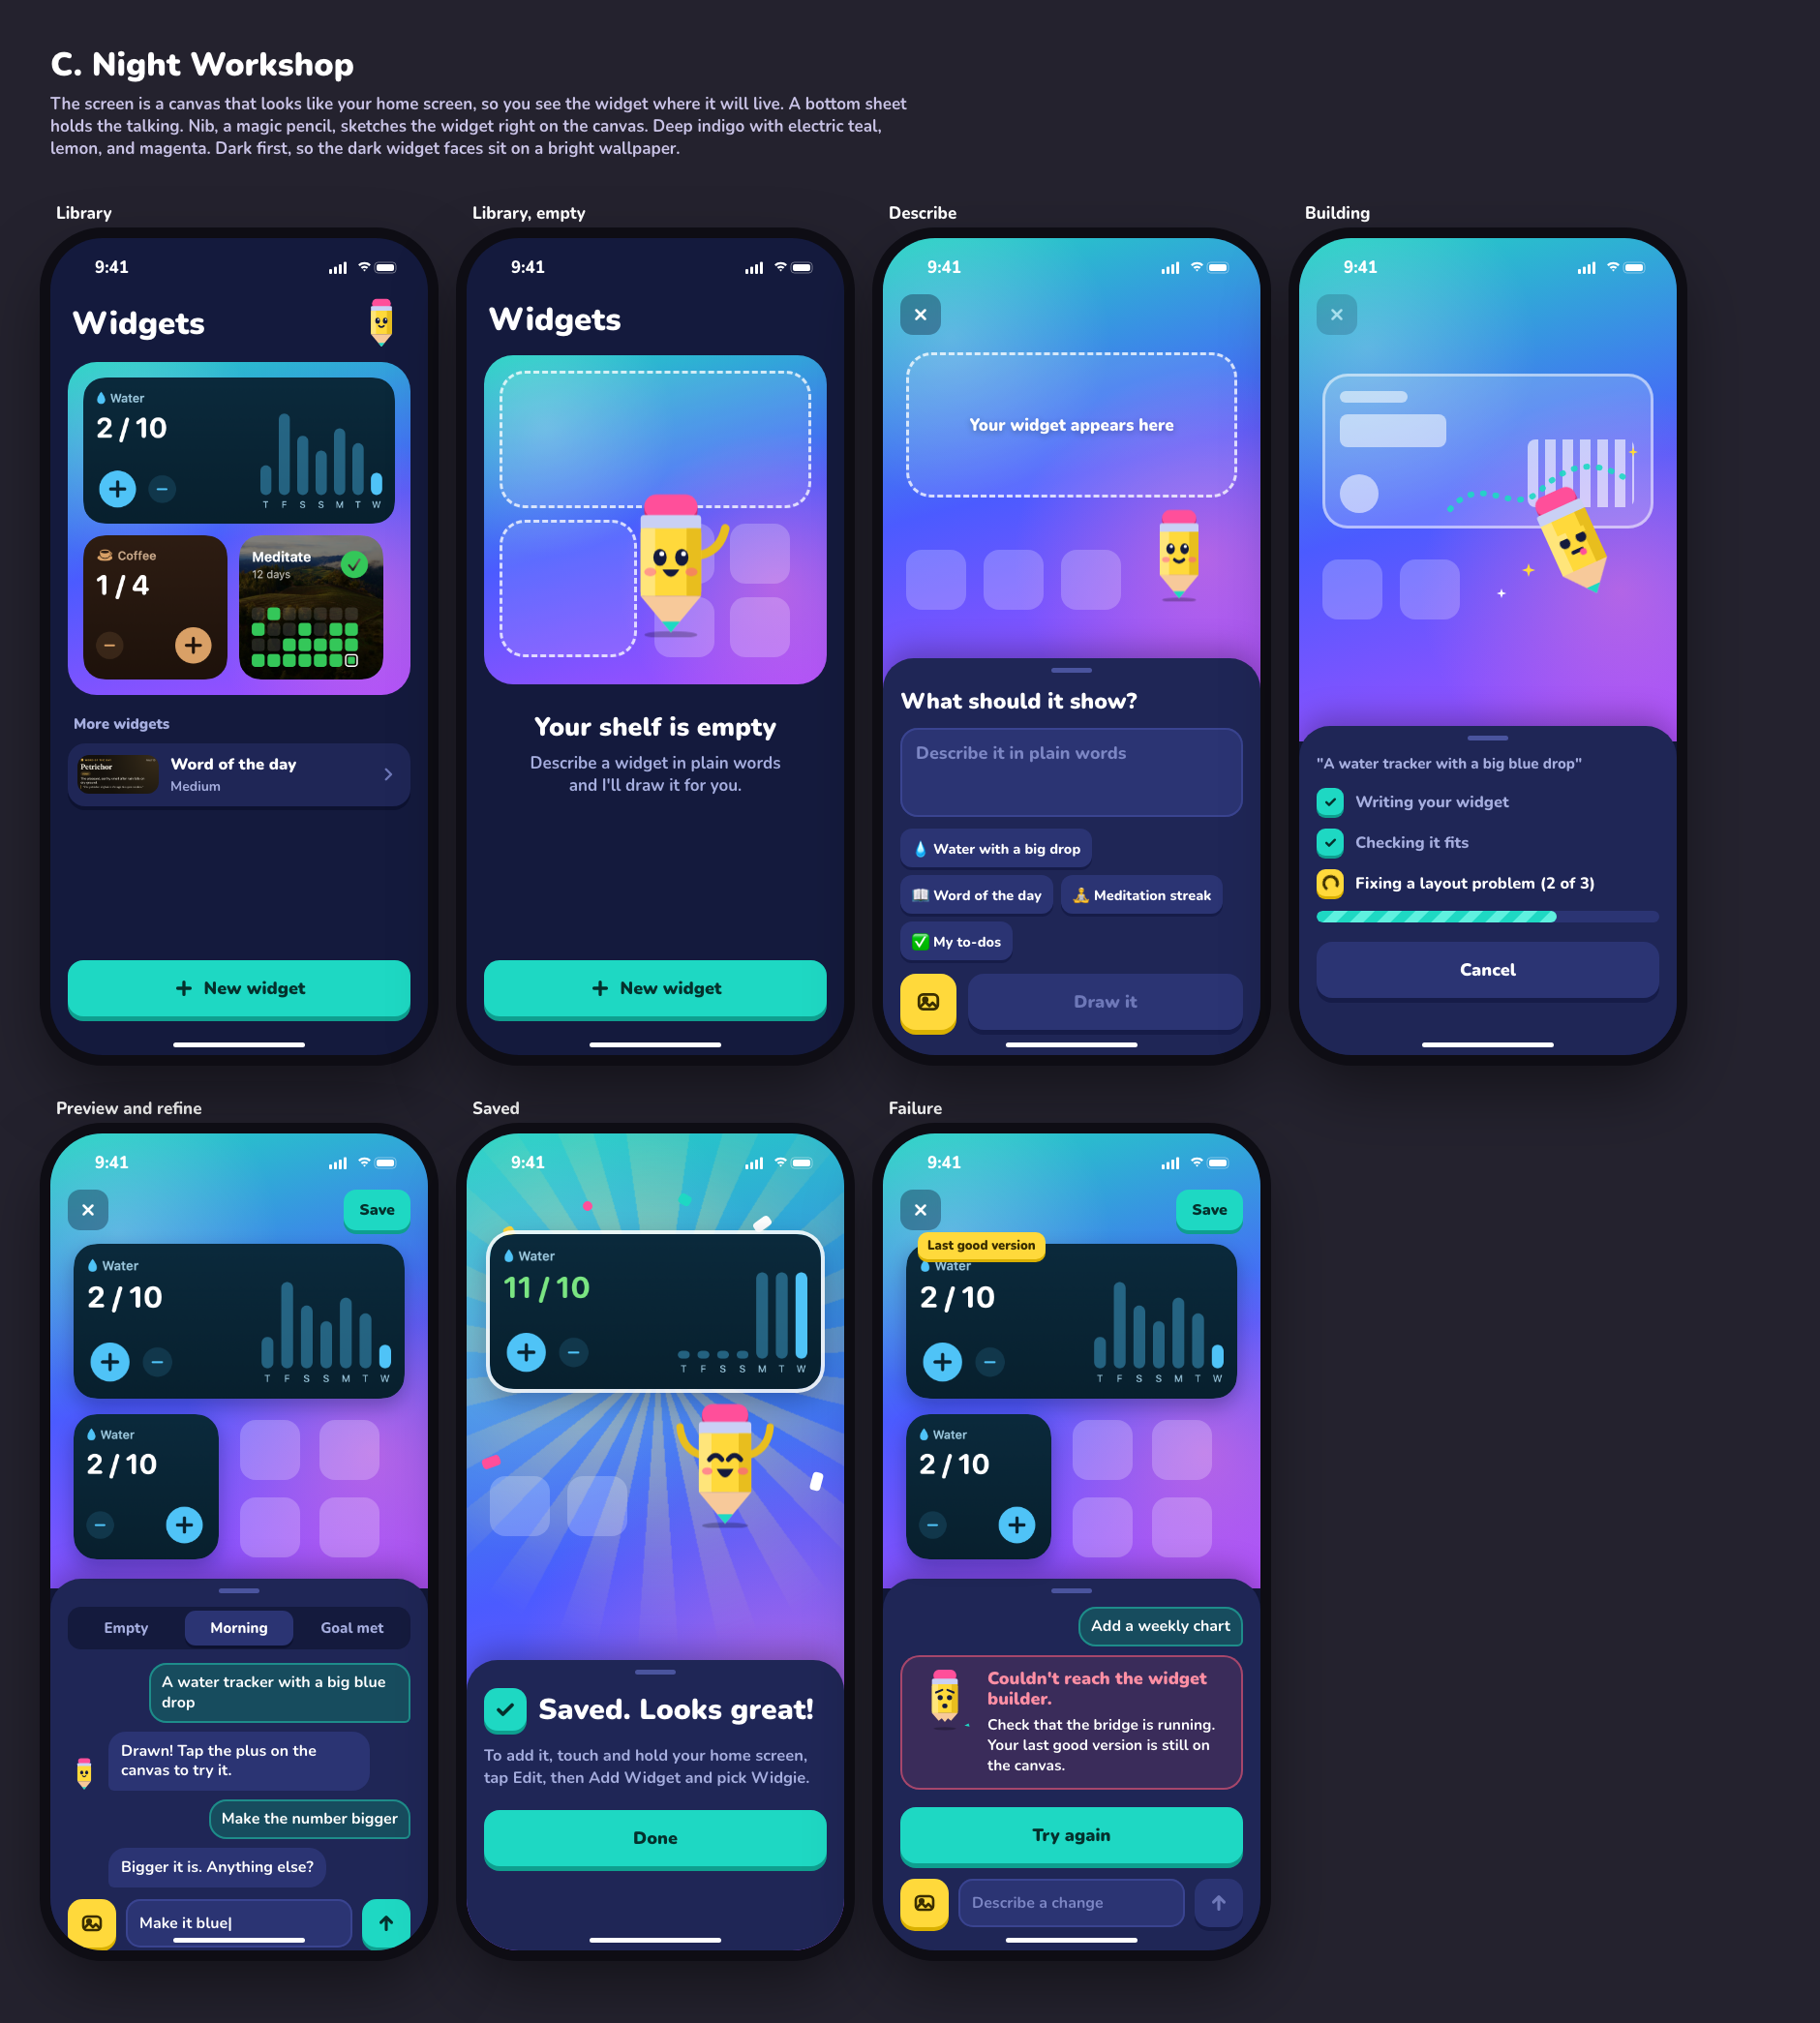 C. Night Workshop
The screen is a canvas that looks like your home screen, so you see the widget where it will live. A bottom sheet
holds the talking. Nib, a magic pencil, sketches the widget right on the canvas. Deep indigo with electric teal,
lemon, and magenta. Dark first, so the dark widget faces sit on a bright wallpaper.
Library
9:41
Widgets
Water
2 / 10
T F S S M T W
Coffee
1 / 4
Meditate
12 days
More widgets
Petrichor
Word of the day
Medium
+ New widget
Library, empty
9:41
Widgets
Your shelf is empty
Describe a widget in plain words
and I'll draw it for you.
+ New widget
Describe
9:41
Your widget appears here
What should it show?
Describe it in plain words
Water with a big drop
Word of the day
Meditation streak
My to-dos
Draw it
Building
9:41
"A water tracker with a big blue drop"
Writing your widget
Checking it fits
Fixing a layout problem (2 of 3)
Cancel
Preview and refine
9:41
Save
Water
2 / 10
T F S S M T W
Water
2 / 10
Empty
Morning
Goal met
A water tracker with a big blue
drop
Drawn! Tap the plus on the
canvas to try it.
Make the number bigger
Bigger it is. Anything else?
Make it blue
Saved
9:41
Water
11 / 10
T F S S M T W
Saved. Looks great!
To add it, touch and hold your home screen,
tap Edit, then Add Widget and pick Widgie.
Done
Failure
9:41
Save
Last good version
Water
2 / 10
T F S S M T W
Water
2 / 10
Add a weekly chart
Couldn't reach the widget
builder.
Check that the bridge is running.
Your last good version is still on
the canvas.
Try again
Describe a change